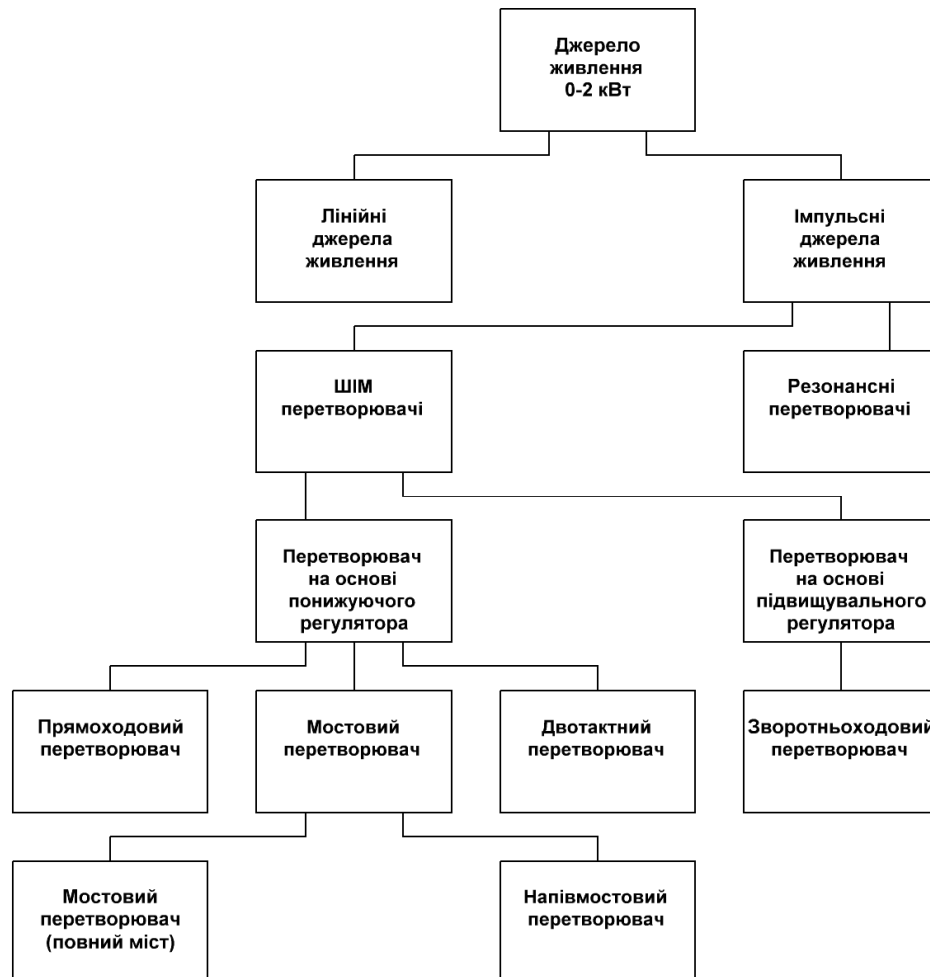 Джерело
живлення
0-2 кВт
Лінійні
джерела
живлення
Імпульсні
джерела
живлення
ШІМ
перетворювачі
Резонансні
перетворювачі
Перетворювач
на основі
понижуючого
регулятора
Перетворювач
на основі
підвищувального
регулятора
Прямоходовий
перетворювач
Мостовий
перетворювач
Двотактний
перетворювач
Зворотньоходовий
перетворювач
Мостовий
перетворювач
(повний міст)
Напівмостовий
перетворювач